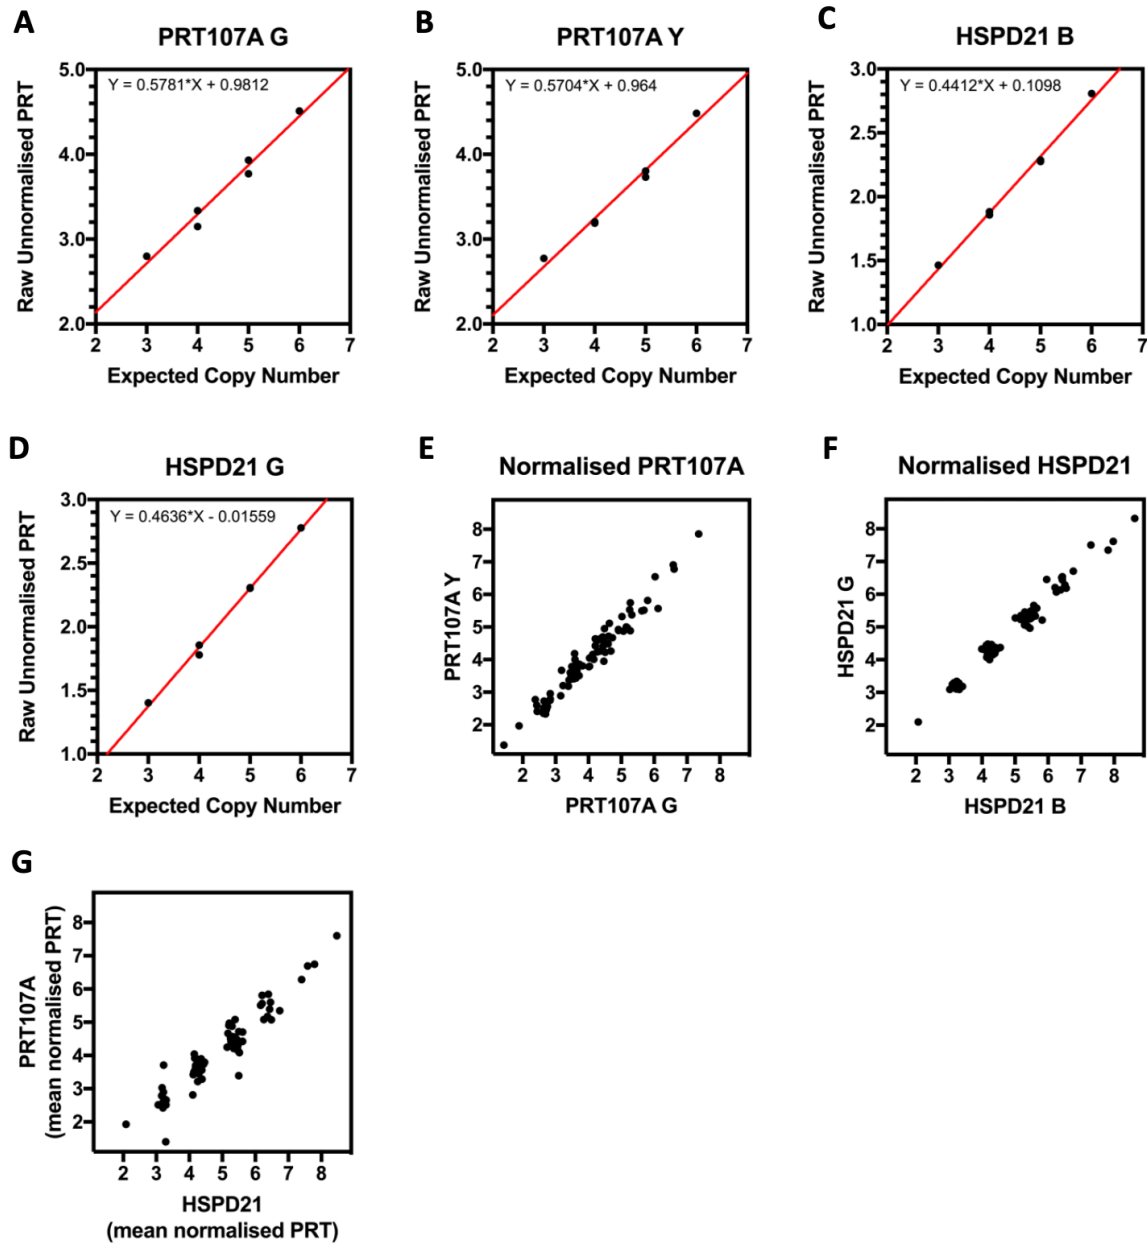 A
PRT107A G
Y = 0.5781*X + 0.9812
Raw Unnormalised PRT
5.0
4.0
3.0
2.0
2 3 4 5 6 7
Expected Copy Number
B
PRT107A Y
Y = 0.5704*X + 0.964
Raw Unnormalised PRT
5.0
4.0
3.0
2.0
2 3 4 5 6 7
Expected Copy Number
C
HSPD21 B
Y = 0.4412*X + 0.1098
Raw Unnormalised PRT
3.0
2.5
2.0
1.5
1.0
2 3 4 5 6 7
Expected Copy Number
D
HSPD21 G
Y = 0.4636*X - 0.01559
Raw Unnormalised PRT
3.0
2.5
2.0
1.5
1.0
2 3 4 5 6 7
Expected Copy Number
E
Normalised PRT107A
PRT107A Y
8
7
6
5
4
3
2
2 3 4 5 6 7 8
PRT107A G
F
Normalised HSPD21
HSPD21 G
8
7
6
5
4
3
2
2 3 4 5 6 7 8
HSPD21 B
G
PRT107A
(mean normalised PRT)
8
7
6
5
4
3
2
2 3 4 5 6 7 8
HSPD21
(mean normalised PRT)